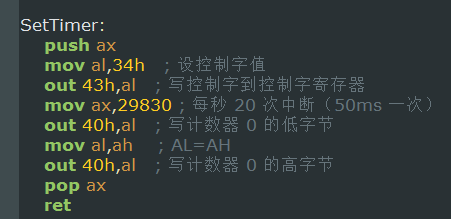 SetTimer:
push ax
mov al,34h ; 设控制字值
out 43h,al ; 写控制字到控制字寄存器
mov ax,29830 ; 每秒 20 次中断（50ms 一次）
out 40h,al ; 写计数器 0 的低字节
mov al,ah ; AL=AH
out 40h,al ; 写计数器 0 的高字节
pop ax
ret